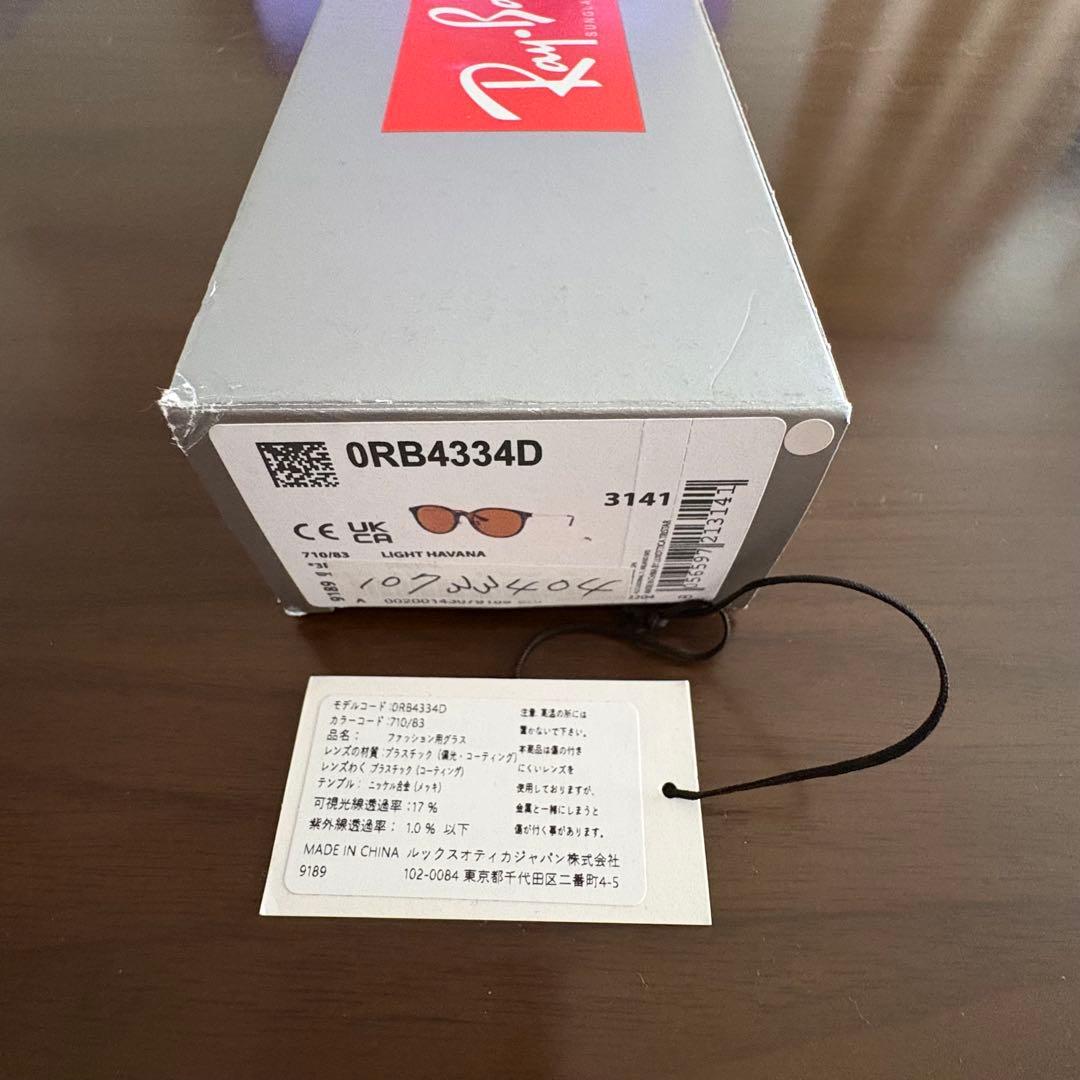 Ray-Ba
SUNGLA
0RB4334D
3141
CE UK CA
710/83 LIGHT HAVANA
*3!
9189
10733404
A
8 056597 213141
モデルコード:0RB4334D
カラーコード:710/83
品名: ファッション用グラス
レンズの材質:プラスチック (偏光・コーティング)
レンズわく プラスチック (コーティング)
テンプル: ニッケル合金 (メッキ)
可視光線透過率:17 %
紫外線透過率: 1.0 % 以下
注意:高温の所には
置かないで下さい。
本商品は傷の付き
にくいレンズを
使用しておりますが、
金属と一緒にしまうと
傷が付く事があります。
MADE IN CHINA ルックスオティカジャパン株式会社
9189 102-0084 東京都千代田区二番町4-5